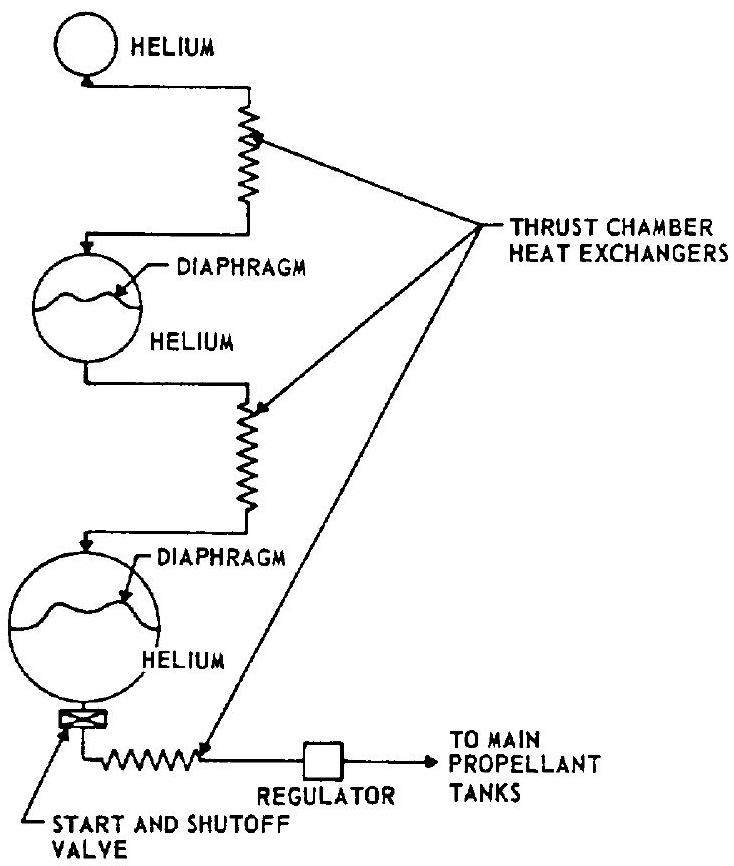 HELIUM
THRUST CHAMBER
HEAT EXCHANGERS
DIAPHRAGM
HELIUM
DIAPHRAGM
HELIUM
TO MAIN
PROPELLANT
TANKS
REGULATOR
START AND SHUTOFF
VALVE